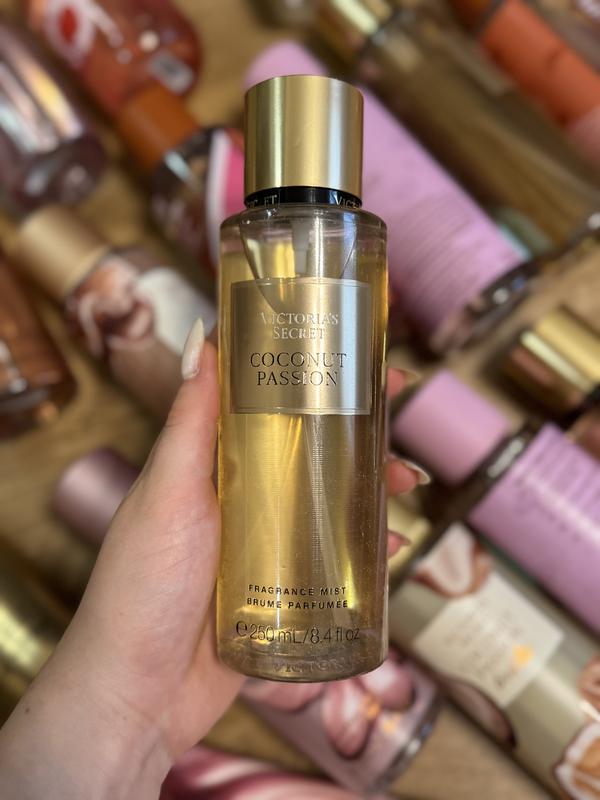 VICTORIA'S
SECRET
COCONUT
PASSION
FRAGRANCE MIST
BRUME PARFUMÉE
℮ 250 mL/8.4 fl oz